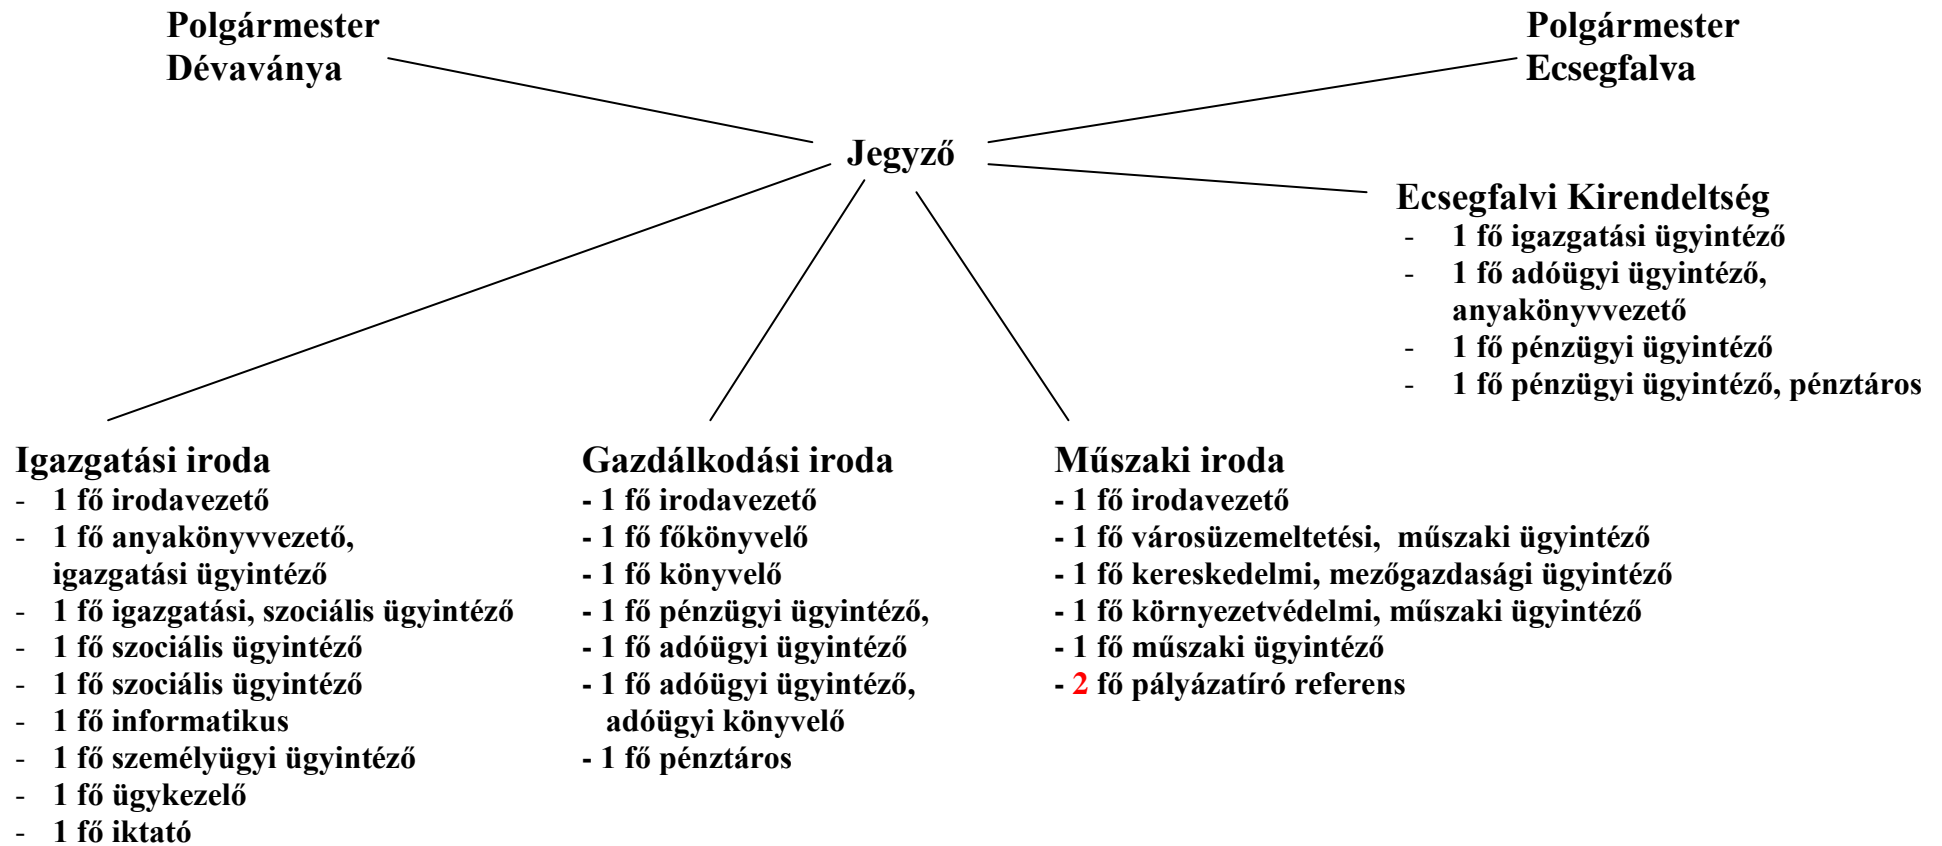 Polgármester
Dévaványa
Polgármester
Ecsegfalva
Jegyző
Ecsegfalvi Kirendeltség
- 1 fő igazgatási ügyintéző
- 1 fő adóügyi ügyintéző,
anyakönyvvezető
- 1 fő pénzügyi ügyintéző
- 1 fő pénzügyi ügyintéző, pénztáros
Igazgatási iroda
- 1 fő irodavezető
- 1 fő anyakönyvvezető,
igazgatási ügyintéző
- 1 fő igazgatási, szociális ügyintéző
- 1 fő szociális ügyintéző
- 1 fő szociális ügyintéző
- 1 fő informatikus
- 1 fő személyügyi ügyintéző
- 1 fő ügykezelő
- 1 fő iktató
Gazdálkodási iroda
- 1 fő irodavezető
- 1 fő főkönyvelő
- 1 fő könyvelő
- 1 fő pénzügyi ügyintéző,
- 1 fő adóügyi ügyintéző
- 1 fő adóügyi ügyintéző,
adóügyi könyvelő
- 1 fő pénztáros
Műszaki iroda
- 1 fő irodavezető
- 1 fő városüzemeltetési, műszaki ügyintéző
- 1 fő kereskedelmi, mezőgazdasági ügyintéző
- 1 fő környezetvédelmi, műszaki ügyintéző
- 1 fő műszaki ügyintéző
- 2 fő pályázatíró referens